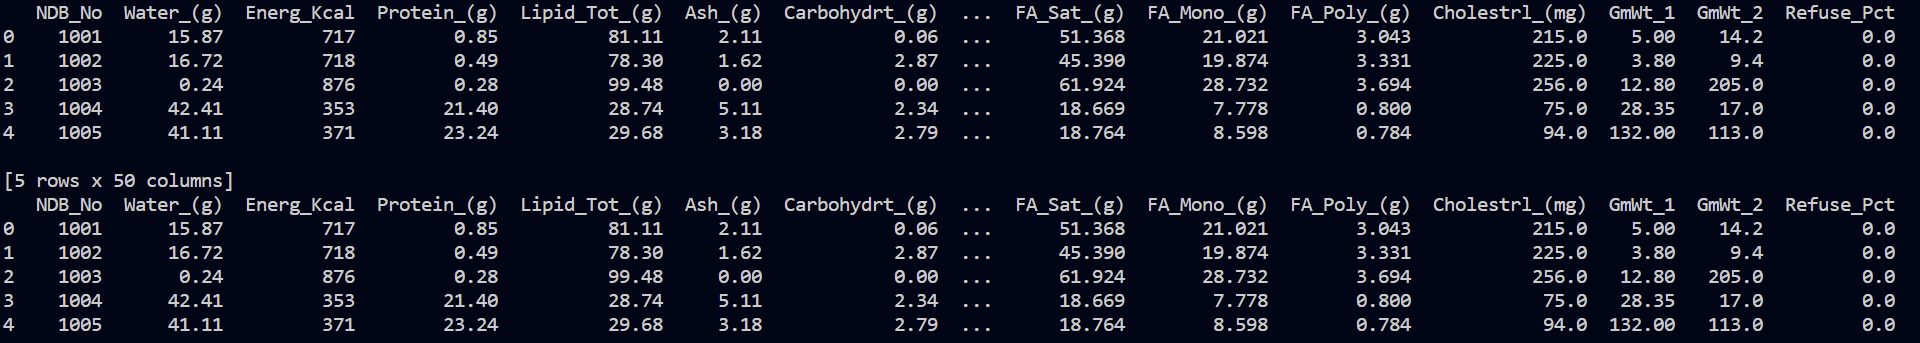 NDB_No  Water_(g)  Energ_Kcal  Protein_(g)  Lipid_Tot_(g)  Ash_(g)  Carbohydrt_(g)  ...  FA_Sat_(g)  FA_Mono_(g)  FA_Poly_(g)  Cholestrl_(mg)  GmWt_1  GmWt_2  Refuse_Pct
0    1001      15.87         717         0.85          81.11     2.11            0.06  ...      51.368       21.021        3.043           215.0    5.00    14.2         0.0
1    1002      16.72         718         0.49          78.30     1.62            2.87  ...      45.390       19.874        3.331           225.0    3.80     9.4         0.0
2    1003       0.24         876         0.28          99.48     0.00            0.00  ...      61.924       28.732        3.694           256.0   12.80   205.0         0.0
3    1004      42.41         353        21.40          28.74     5.11            2.34  ...      18.669        7.778        0.800            75.0   28.35    17.0         0.0
4    1005      41.11         371        23.24          29.68     3.18            2.79  ...      18.764        8.598        0.784            94.0  132.00   113.0         0.0

[5 rows x 50 columns]
   NDB_No  Water_(g)  Energ_Kcal  Protein_(g)  Lipid_Tot_(g)  Ash_(g)  Carbohydrt_(g)  ...  FA_Sat_(g)  FA_Mono_(g)  FA_Poly_(g)  Cholestrl_(mg)  GmWt_1  GmWt_2  Refuse_Pct
0    1001      15.87         717         0.85          81.11     2.11            0.06  ...      51.368       21.021        3.043           215.0    5.00    14.2         0.0
1    1002      16.72         718         0.49          78.30     1.62            2.87  ...      45.390       19.874        3.331           225.0    3.80     9.4         0.0
2    1003       0.24         876         0.28          99.48     0.00            0.00  ...      61.924       28.732        3.694           256.0   12.80   205.0         0.0
3    1004      42.41         353        21.40          28.74     5.11            2.34  ...      18.669        7.778        0.800            75.0   28.35    17.0         0.0
4    1005      41.11         371        23.24          29.68     3.18            2.79  ...      18.764        8.598        0.784            94.0  132.00   113.0         0.0